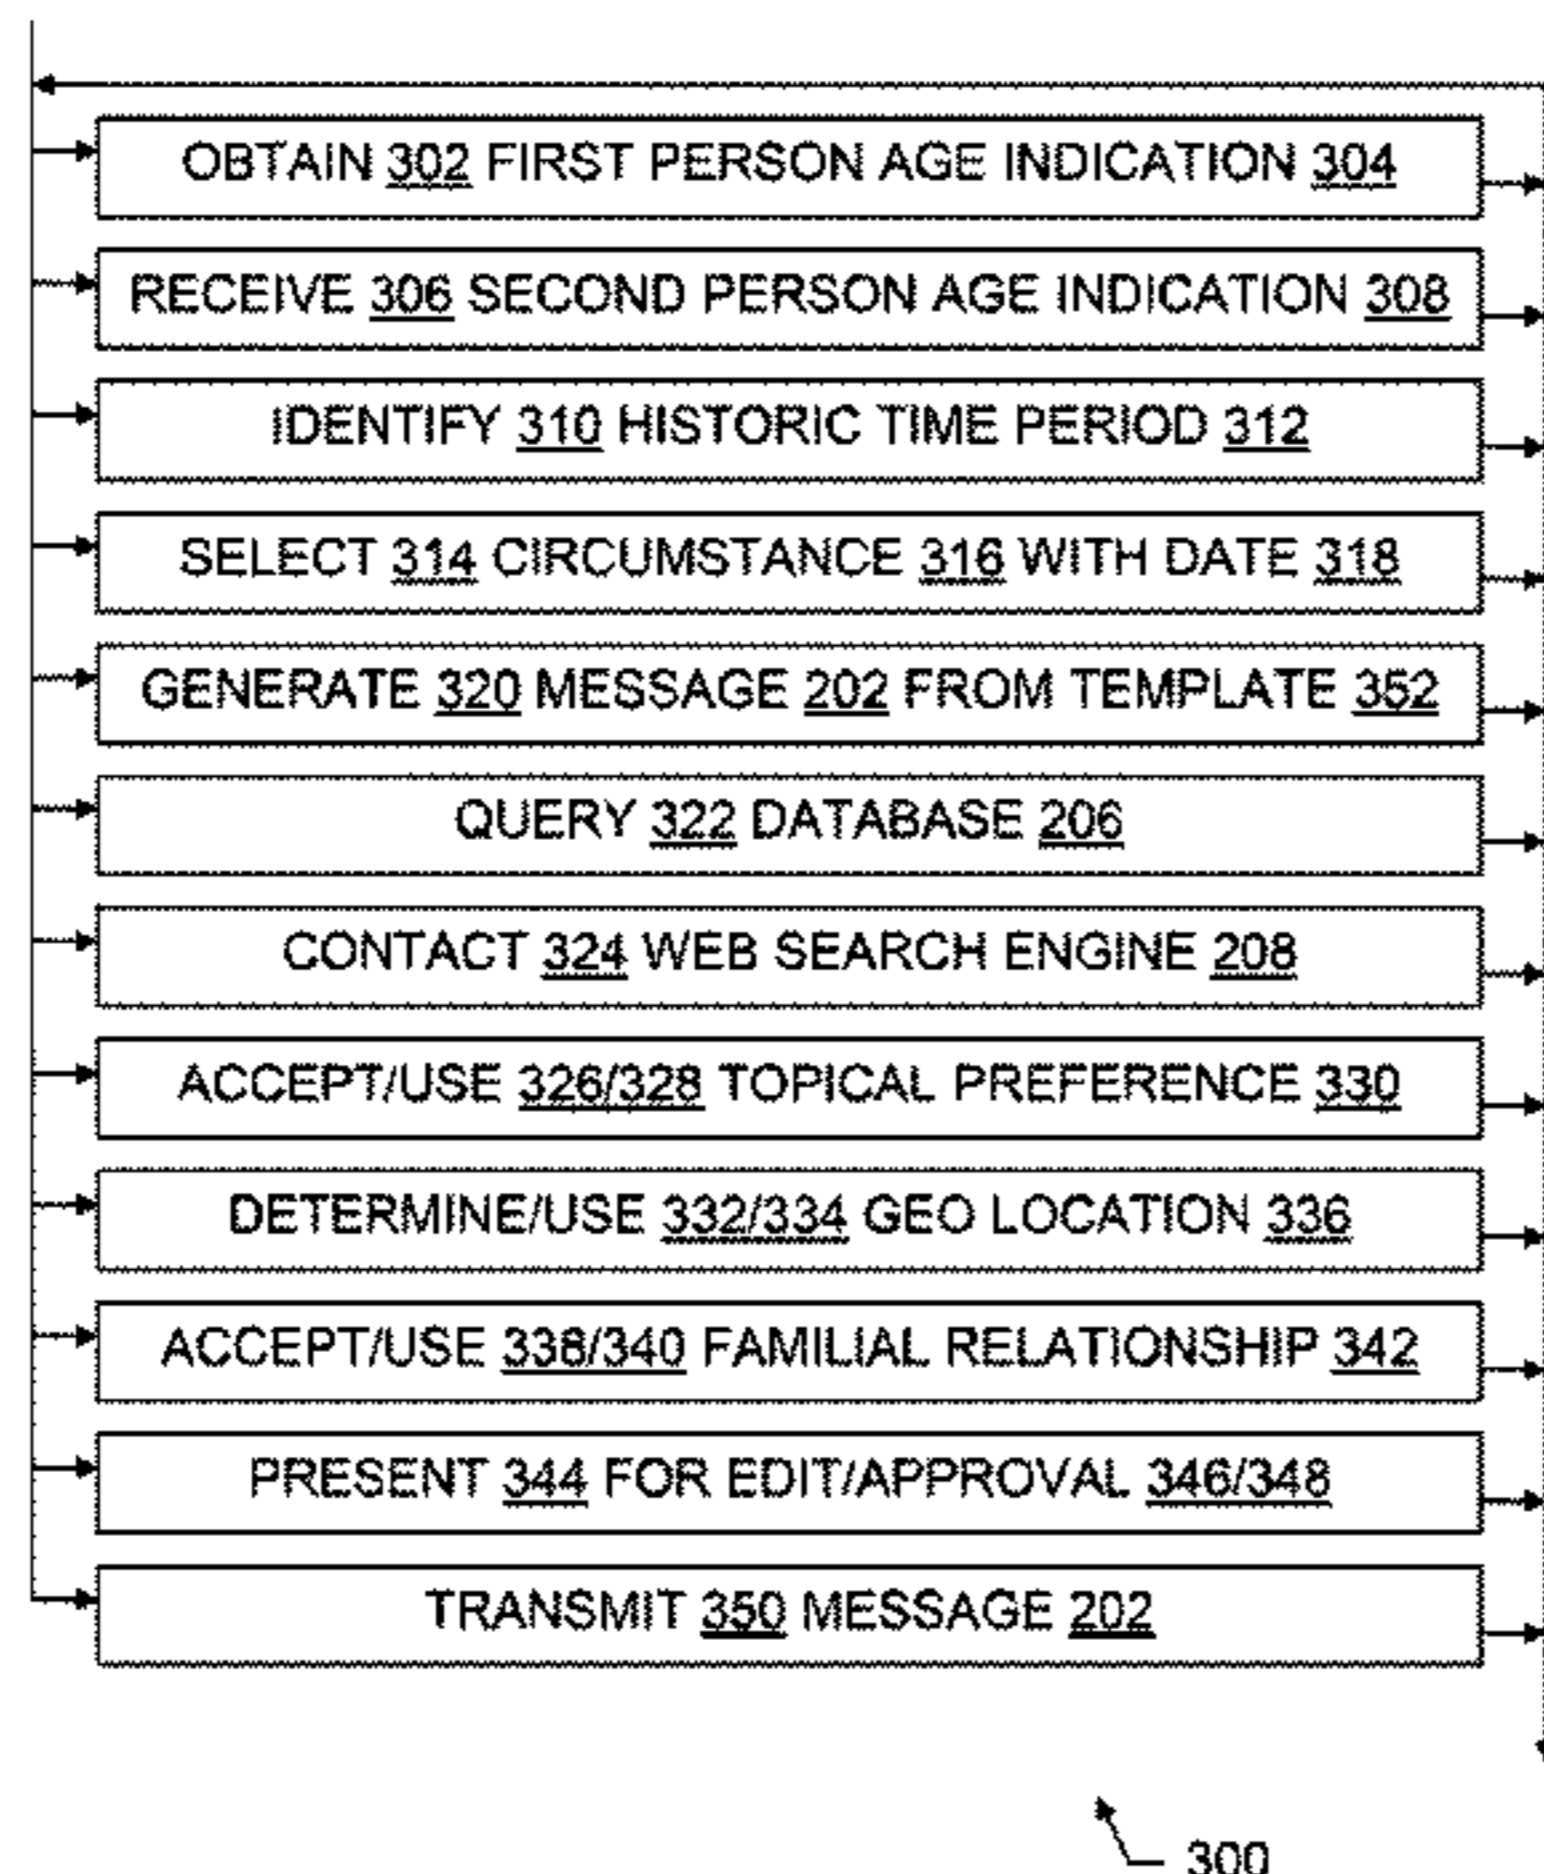 OBTAIN 302 FIRST PERSON AGE INDICATION 304
RECEIVE 306 SECOND PERSON AGE INDICATION 308
IDENTIFY 310 HISTORIC TIME PERIOD 312
SELECT 314 CIRCUMSTANCE 316 WITH DATE 318
GENERATE 320 MESSAGE 202 FROM TEMPLATE 352
QUERY 322 DATABASE 206
CONTACT 324 WEB SEARCH ENGINE 208
ACCEPT/USE 326/328 TOPICAL PREFERENCE 330
DETERMINE/USE 332/334 GEO LOCATION 336
ACCEPT/USE 338/340 FAMILIAL RELATIONSHIP 342
PRESENT 344 FOR EDIT/APPROVAL 346/348
TRANSMIT 350 MESSAGE 202
300